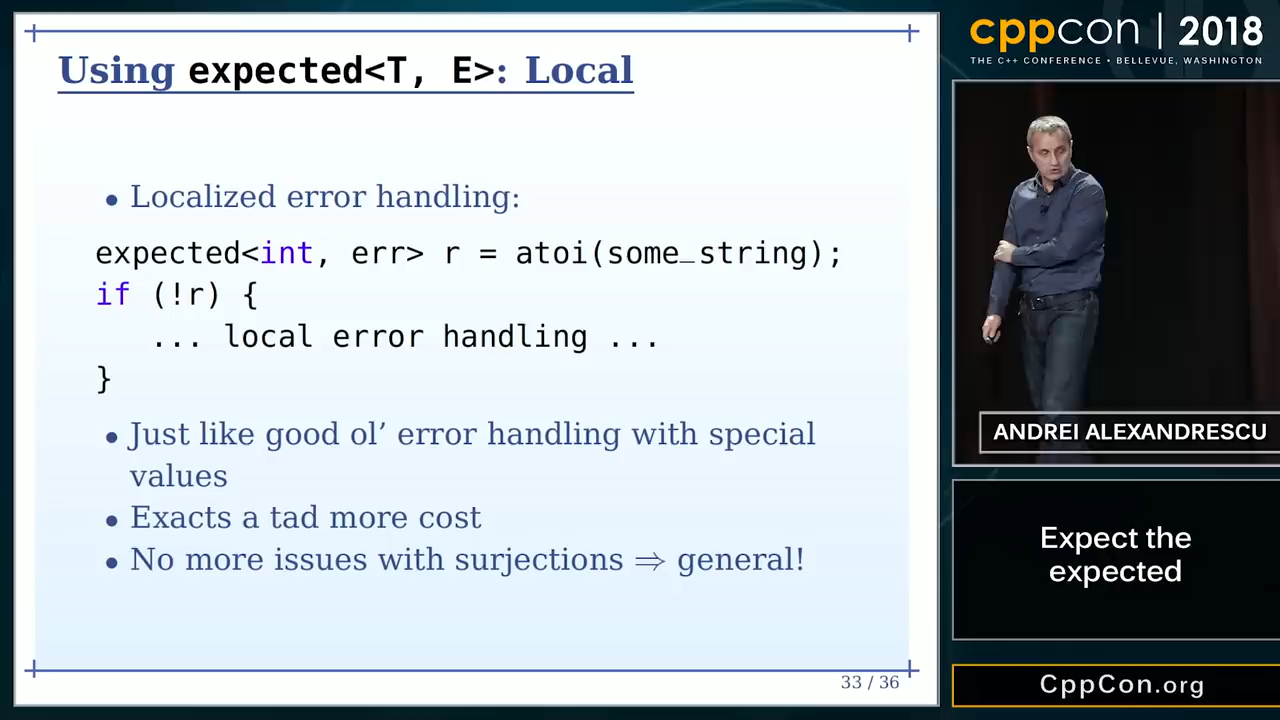 Using expected<T, E>: Local
• Localized error handling:
expected<int, err> r = atoi(some_string);
if (!r) {
... local error handling ...
}
• Just like good ol’ error handling with special
values
• Exacts a tad more cost
• No more issues with surjections ⇒ general!
33 / 36
cppcon | 2018
THE C++ CONFERENCE • BELLEVUE, WASHINGTON
ANDREI ALEXANDRESCU
Expect the
expected
CppCon.org